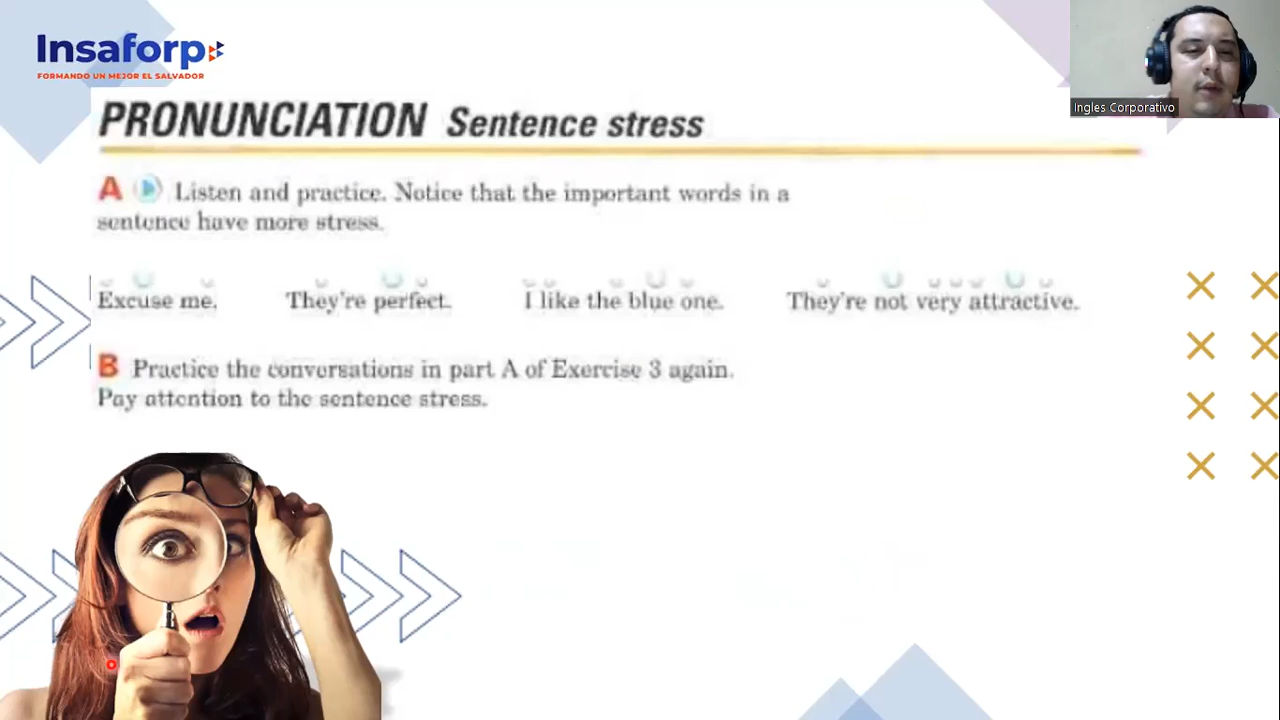 Insaforp
FORMANDO UN MEJOR EL SALVADOR
Ingles Corporativo
PRONUNCIATION Sentence stress
A Listen and practice. Notice that the important words in a
sentence have more stress.
Excuse me. They're perfect. I like the blue one. They're not very attractive.
B Practice the conversations in part A of Exercise 3 again.
Pay attention to the sentence stress.